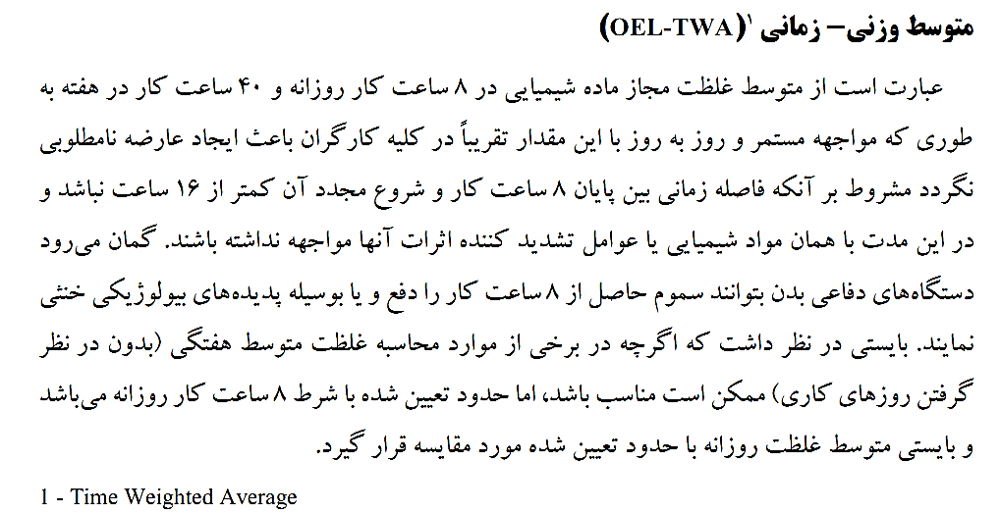 متوسط وزنی– زمانی ۱(OEL-TWA)
عبارت است از متوسط غلظت مجاز ماده شیمیایی در ۸ ساعت کار روزانه و ۴۰ ساعت کار در هفته به
طوری که مواجهه مستمر و روز به روز با این مقدار تقریباً در کلیه کارگران باعث ایجاد عارضه نامطلوبی
نگردد مشروط بر آنکه فاصله زمانی بین پایان ۸ ساعت کار و شروع مجدد آن کمتر از ۱۶ ساعت نباشد و
در این مدت با همان مواد شیمیایی یا عوامل تشدید کننده اثرات آنها مواجهه نداشته باشند. گمان می‌رود
دستگاه‌های دفاعی بدن بتوانند سموم حاصل از ۸ ساعت کار را دفع و یا بوسیله پدیده‌های بیولوژیکی خنثی
نمایند. بایستی در نظر داشت که اگرچه در برخی از موارد محاسبه غلظت متوسط هفتگی (بدون در نظر
گرفتن روزهای کاری) ممکن است مناسب باشد، اما حدود تعیین شده با شرط ۸ ساعت کار روزانه می‌باشد
و بایستی متوسط غلظت روزانه با حدود تعیین شده مورد مقایسه قرار گیرد.
1 - Time Weighted Average